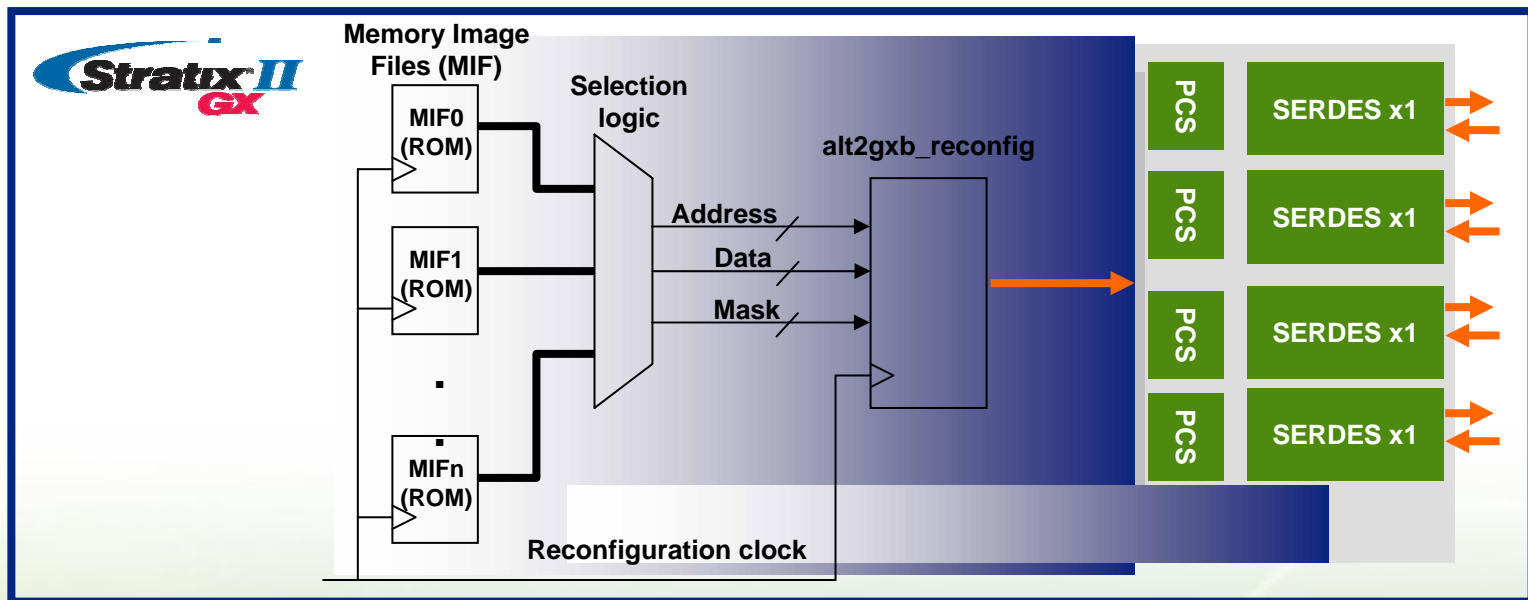 Stratix II
GX
Memory Image
Files (MIF)
MIF0
(ROM)
MIF1
(ROM)
.
.
MIFn
(ROM)
Selection
logic
Address
Data
Mask
alt2gxb_reconfig
Reconfiguration clock
PCS
SERDES x1
PCS
SERDES x1
PCS
SERDES x1
PCS
SERDES x1